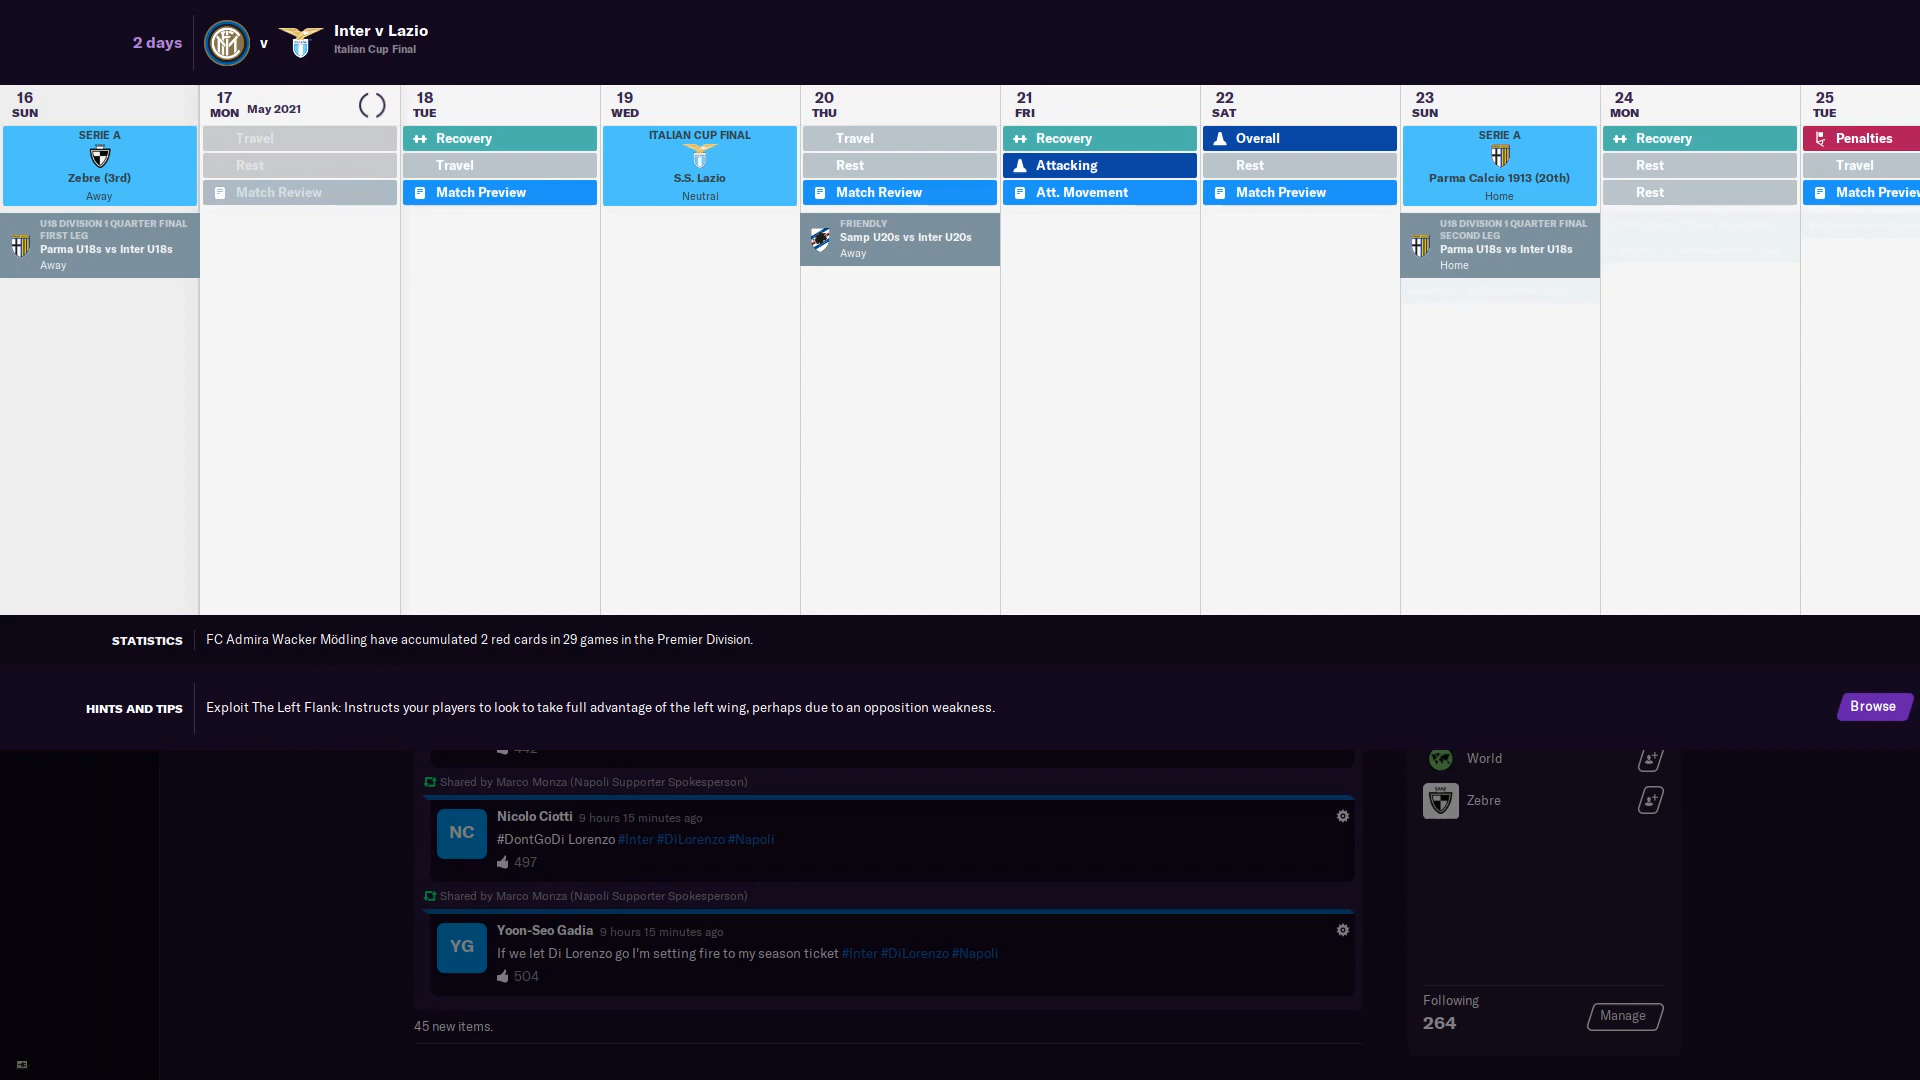 2 days
v
Inter v Lazio
Italian Cup Final
16
SUN
SERIE A
Zebre (3rd)
Away
U18 DIVISION 1 QUARTER FINAL
FIRST LEG
Parma U18s vs Inter U18s
Away
17
MON May 2021
Travel
Rest
Match Review
18
TUE
Recovery
Travel
Match Preview
19
WED
ITALIAN CUP FINAL
S.S. Lazio
Neutral
20
THU
Travel
Rest
Match Review
FRIENDLY
Samp U20s vs Inter U20s
Away
21
FRI
Recovery
Attacking
Att. Movement
22
SAT
Overall
Rest
Match Preview
23
SUN
SERIE A
Parma Calcio 1913 (20th)
Home
U18 DIVISION 1 QUARTER FINAL
SECOND LEG
Parma U18s vs Inter U18s
Home
24
MON
Recovery
Rest
Rest
25
TUE
Penalties
Travel
Match Preview
STATISTICS
FC Admira Wacker Mödling have accumulated 2 red cards in 29 games in the Premier Division.
HINTS AND TIPS
Exploit The Left Flank: Instructs your players to look to take full advantage of the left wing, perhaps due to an opposition weakness.
Browse
442
Shared by Marco Monza (Napoli Supporter Spokesperson)
NC
Nicolo Ciotti 9 hours 15 minutes ago
#DontGoDi Lorenzo #Inter #DiLorenzo #Napoli
497
Shared by Marco Monza (Napoli Supporter Spokesperson)
YG
Yoon-Seo Gadia 9 hours 15 minutes ago
If we let Di Lorenzo go I'm setting fire to my season ticket #Inter #DiLorenzo #Napoli
504
45 new items.
World
Zebre
Following
264
Manage